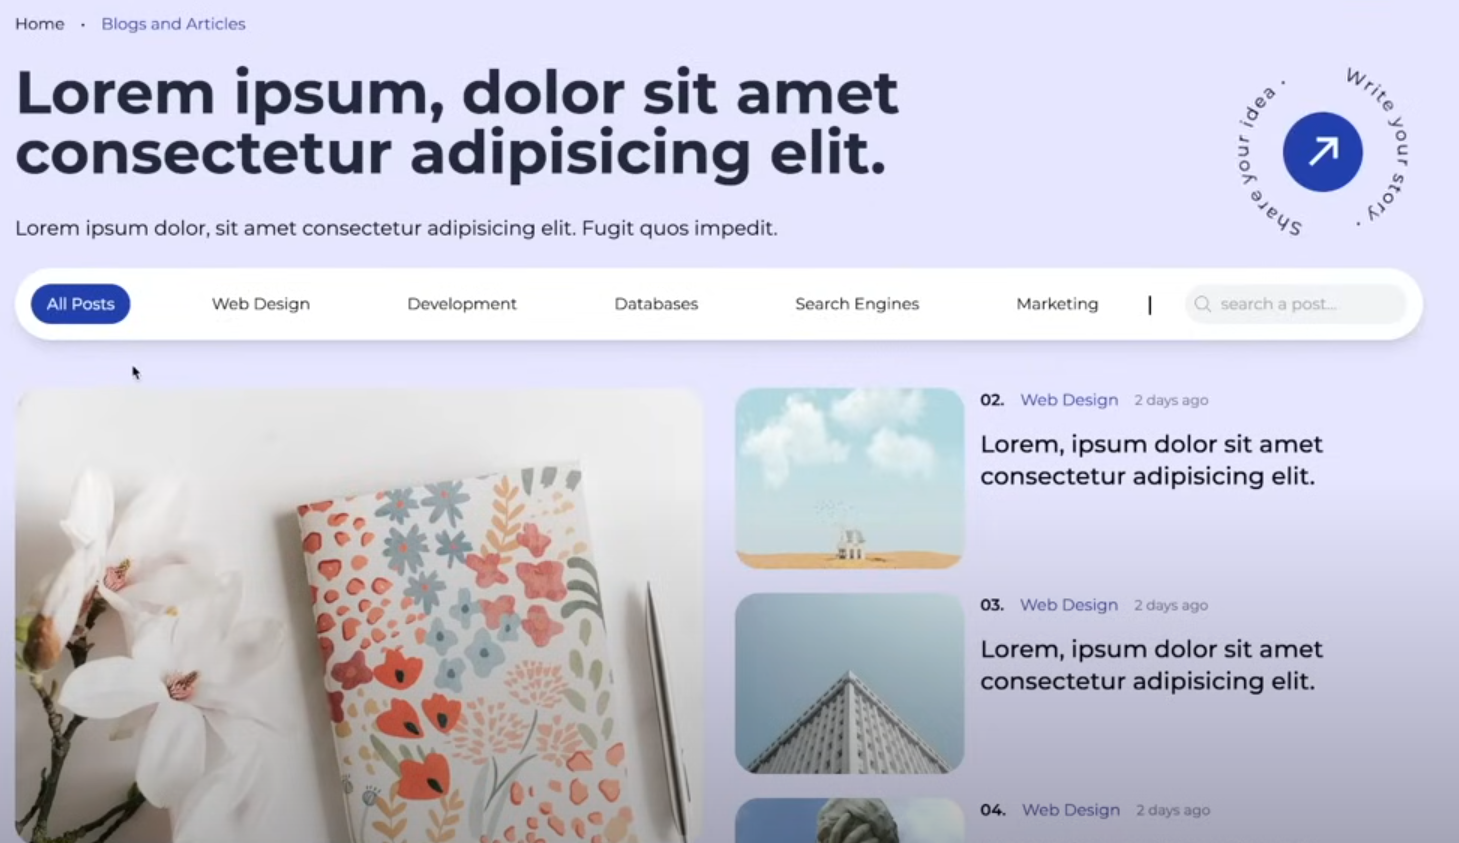 Home • Blogs and Articles
Lorem ipsum, dolor sit amet
consectetur adipisicing elit.
Lorem ipsum dolor, sit amet consectetur adipisicing elit. Fugit quos impedit.
Write your story •
Share your idea •
All Posts Web Design Development Databases Search Engines Marketing | search a post...
02. Web Design 2 days ago
Lorem, ipsum dolor sit amet
consectetur adipisicing elit.
03. Web Design 2 days ago
Lorem, ipsum dolor sit amet
consectetur adipisicing elit.
04. Web Design 2 days ago